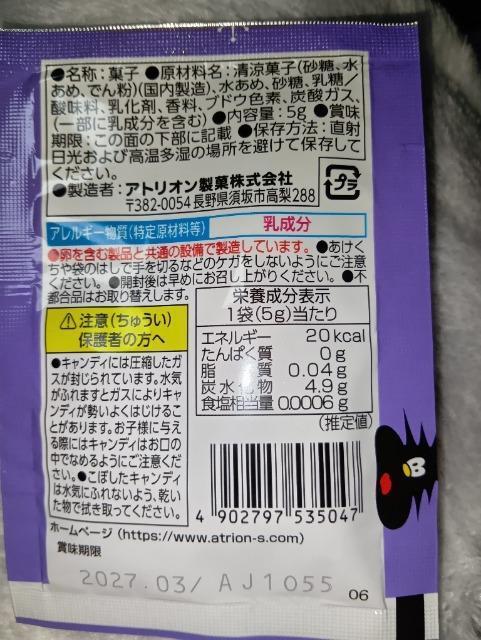 ●名称：菓子 ●原材料名：清涼菓子(砂糖、水
あめ、でん粉)(国内製造)、水あめ、砂糖、乳糖／
酸味料、乳化剤、香料、ブドウ色素、炭酸ガス、
(一部に乳成分を含む) ●内容量：5g ●賞味
期限：この面の下部に記載 ●保存方法：直射
日光および高温多湿の場所を避けて保存して
ください。
●製造者：アトリオン製菓株式会社
〒382-0054 長野県須坂市高梨288
プラ
アレルギー物質(特定原材料等) 乳成分
●卵を含む製品と共通の設備で製造しています。●あけく
ちや袋のはしで手を切るなどのケガをしないようにご注意
ください。●開封後は早めにお召し上がりください。●不
都合品はお取り替えします。
⚠注意(ちゅうい)
保護者の方へ
●キャンディには圧縮したガ
スが封じられています。水気
がふれますとガスによりキャ
ンディが勢いよくはじけるこ
とがあります。お子様に与え
る際にはキャンディはお口の
中でなめるようにご注意くだ
さい。●こぼしたキャンディ
は水気にふれないよう、乾い
た物で拭き取ってください。
栄養成分表示
1袋(5g)当たり
エネルギー 20kcal
たんぱく質 0g
脂質 0.04g
炭水化物 4.9g
食塩相当量 0.0006g
(推定値)
4 902797 535047
ホームページ (https://www.atrion-s.com)
賞味期限
2027.03/ AJ1055
06